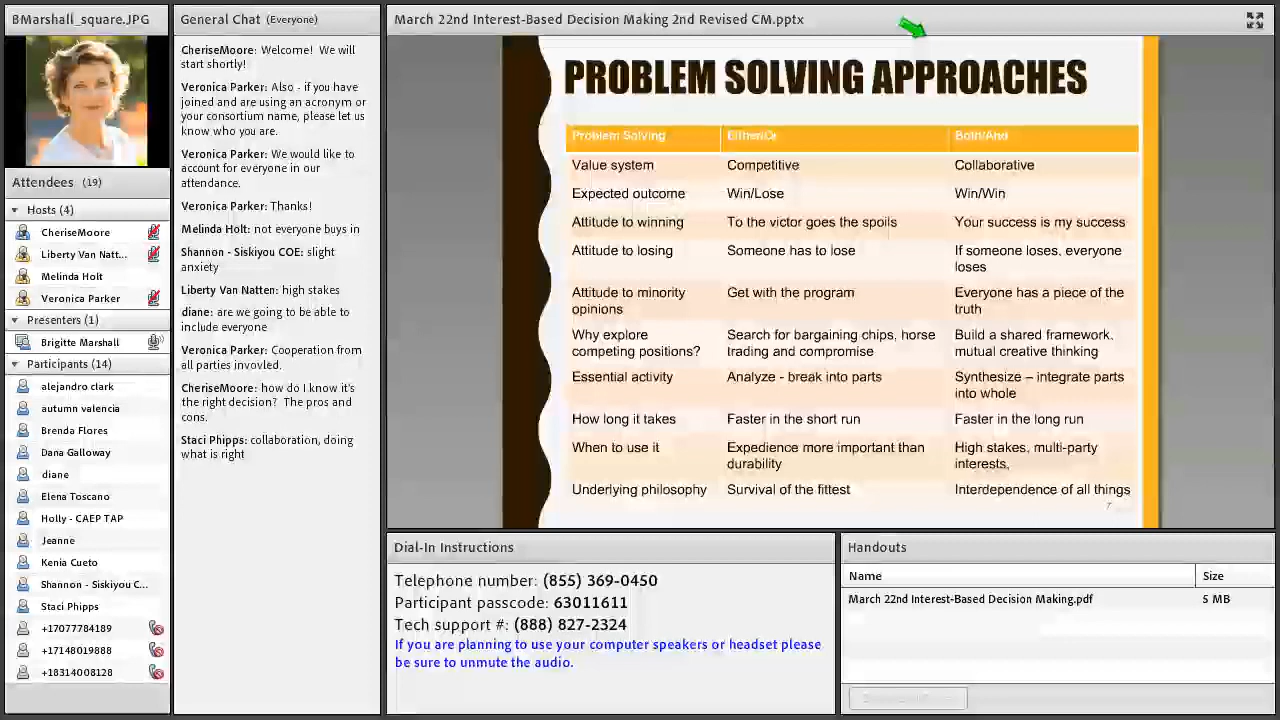 BMarshall_square.JPG
Attendees (19)
Hosts (4)
CheriseMoore
Liberty Van Natt...
Melinda Holt
Veronica Parker
Presenters (1)
Brigitte Marshall
Participants (14)
alejandro clark
autumn valencia
Brenda Flores
Dana Galloway
diane
Elena Toscano
Holly - CAEP TAP
Jeanne
Kenia Cueto
Shannon - Siskiyou C...
Staci Phipps
+17077784189
+17148019888
+18314008128
General Chat (Everyone)
CheriseMoore: Welcome! We will
start shortly!
Veronica Parker: Also - if you have
joined and are using an acronym or
your consortium name, please let us
know who you are.
Veronica Parker: We would like to
account for everyone in our
attendance.
Veronica Parker: Thanks!
Melinda Holt: not everyone buys in
Shannon - Siskiyou COE: slight
anxiety
Liberty Van Natten: high stakes
diane: are we going to be able to
include everyone
Veronica Parker: Cooperation from
all parties invovled.
CheriseMoore: how do I know it's
the right decision? The pros and
cons.
Staci Phipps: collaboration, doing
what is right
March 22nd Interest-Based Decision Making 2nd Revised CM.pptx
PROBLEM SOLVING APPROACHES
Problem Solving Either/Or Both/And
Value system Competitive Collaborative
Expected outcome Win/Lose Win/Win
Attitude to winning To the victor goes the spoils Your success is my success
Attitude to losing Someone has to lose If someone loses, everyone
loses
Attitude to minority Get with the program Everyone has a piece of the
opinions truth
Why explore Search for bargaining chips, horse Build a shared framework,
competing positions? trading and compromise mutual creative thinking
Essential activity Analyze - break into parts Synthesize – integrate parts
into whole
How long it takes Faster in the short run Faster in the long run
When to use it Expedience more important than High stakes, multi-party
durability interests,
Underlying philosophy Survival of the fittest Interdependence of all things
7
Dial-In Instructions
Telephone number: (855) 369-0450
Participant passcode: 63011611
Tech support #: (888) 827-2324
If you are planning to use your computer speakers or headset please
be sure to unmute the audio.
Handouts
Name Size
March 22nd Interest-Based Decision Making.pdf 5 MB